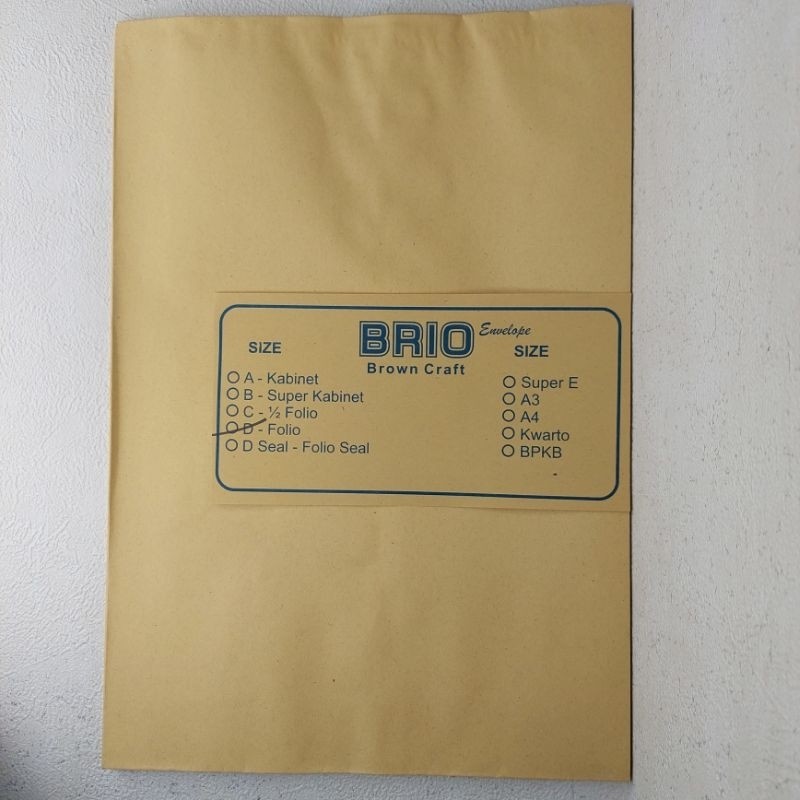 BRIO Envelope
Brown Craft
SIZE
A - Kabinet
B - Super Kabinet
C - ½ Folio
D - Folio
D Seal - Folio Seal
SIZE
Super E
A3
A4
Kwarto
BPKB